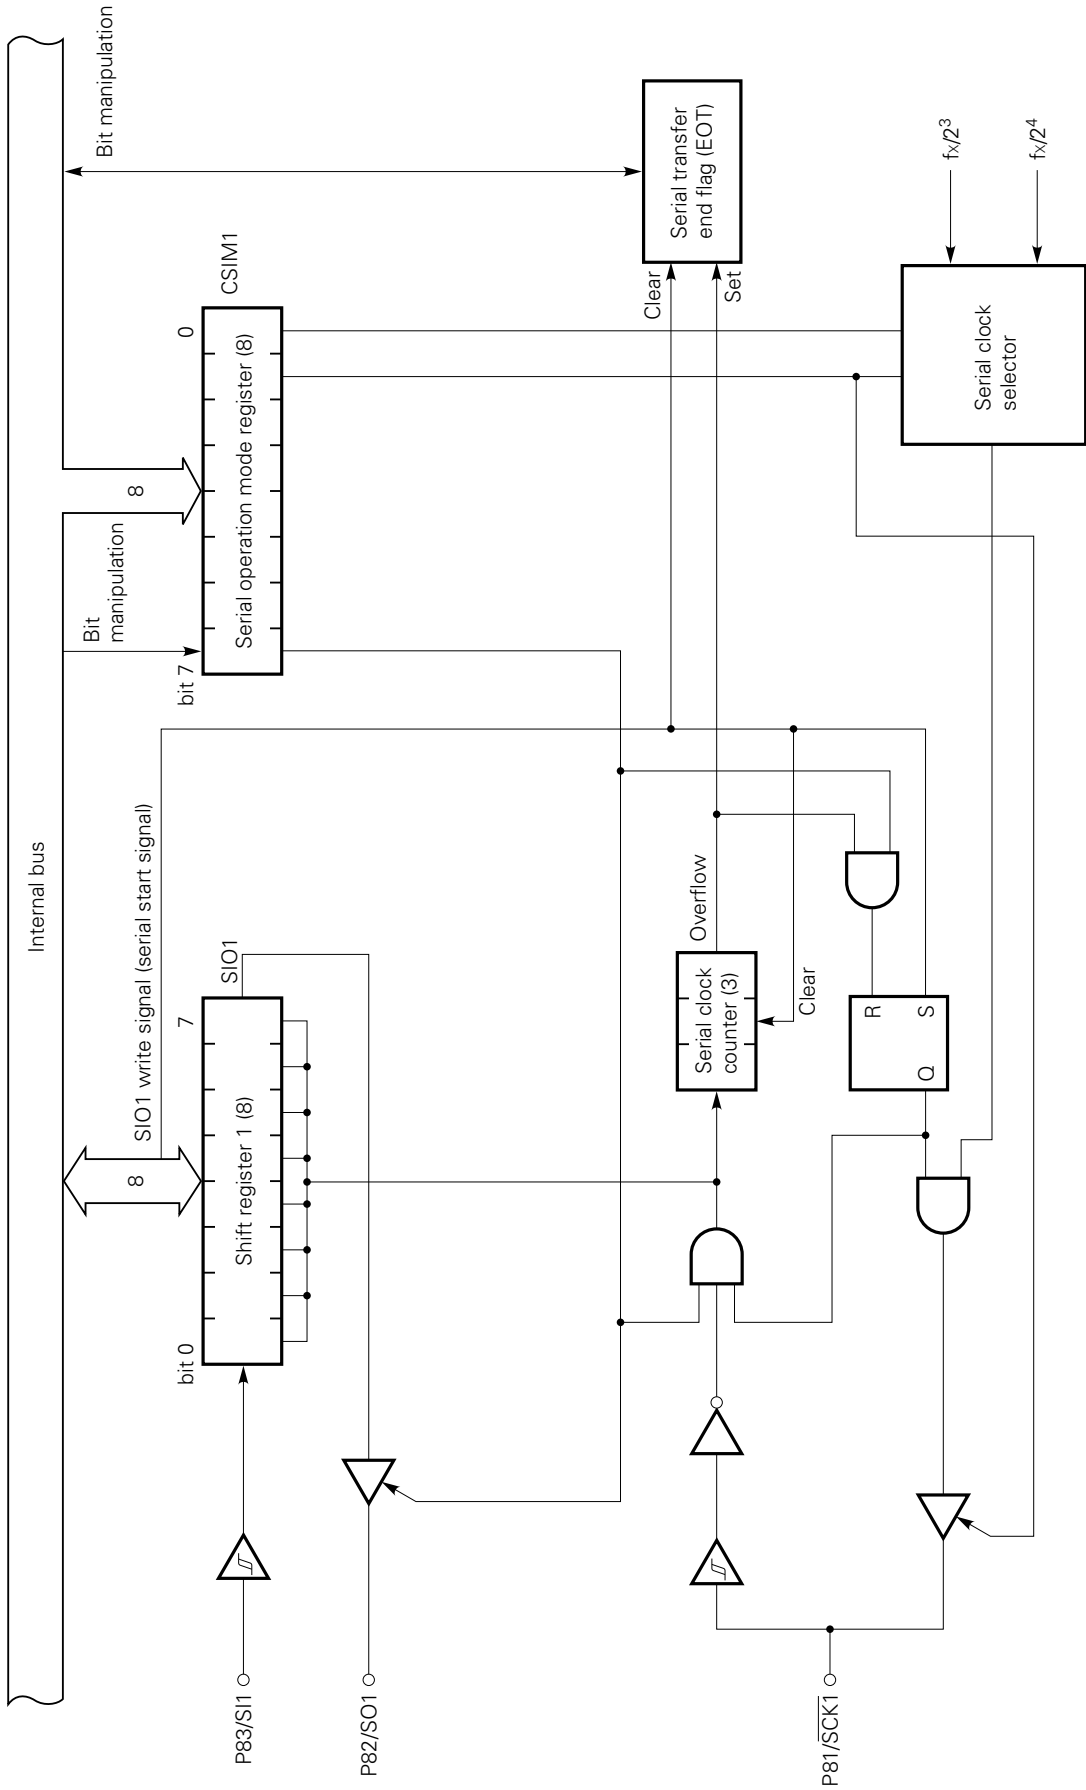 Internal bus
Bit manipulation
8
SIO1 write signal (serial start signal)
Bit
manipulation
8
bit 0
7
SIO1
bit 7
0
CSIM1
Shift register 1 (8)
Serial operation mode register (8)
P83/SI1
P82/SO1
P81/SCK1
Serial clock
counter (3)
Overflow
Clear
Clear
Set
Serial transfer
end flag (EOT)
R
S
Q
Serial clock
selector
fx/2³
fx/2⁴